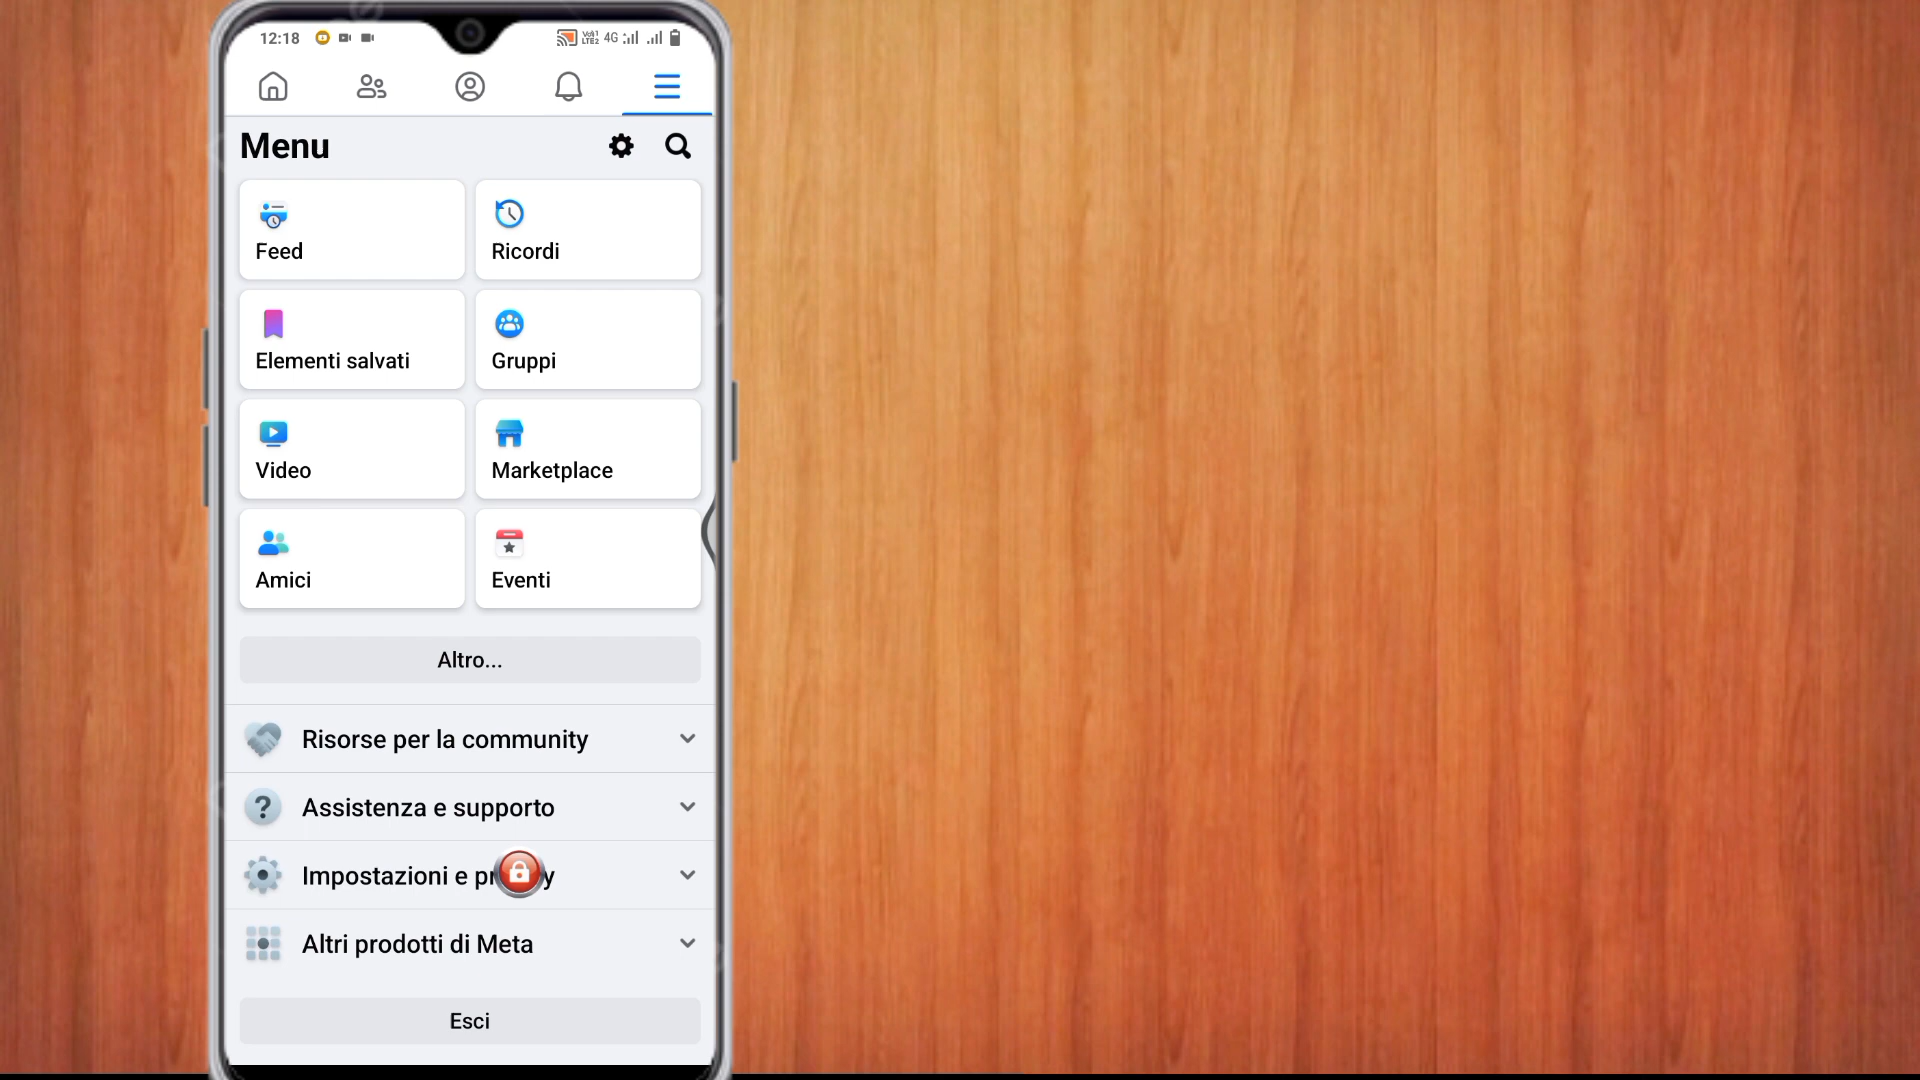 12:18
4G
Menu
Feed
Ricordi
Elementi salvati
Gruppi
Video
Marketplace
Amici
Eventi
Altro...
Risorse per la community
Assistenza e supporto
?
Impostazioni e
Altri prodotti di Meta
Esci